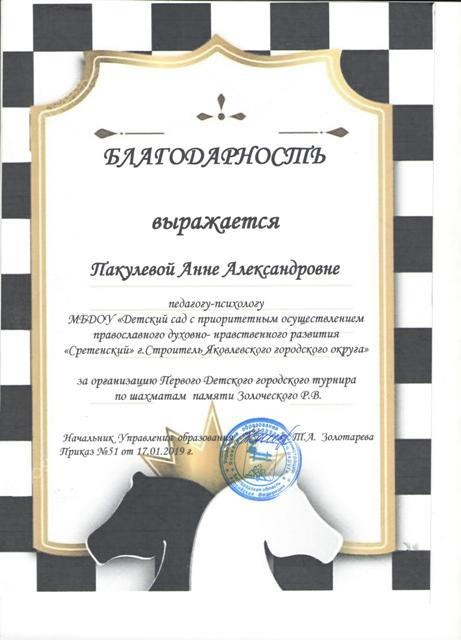 БЛАГОДАРНОСТЬ
выражается
Пакулевой Анне Александровне
педагогу-психологу
МБДОУ «Детский сад с приоритетным осуществлением
православного духовно- нравственного развития
«Сретенский» г.Строитель Яковлевского городского округа»
за организацию Первого Детского городского турнира
по шахматам памяти Золоческого Р.В.
Начальник Управления образования Т.А. Золотарева
Приказ №51 от 17.01.2019 г.